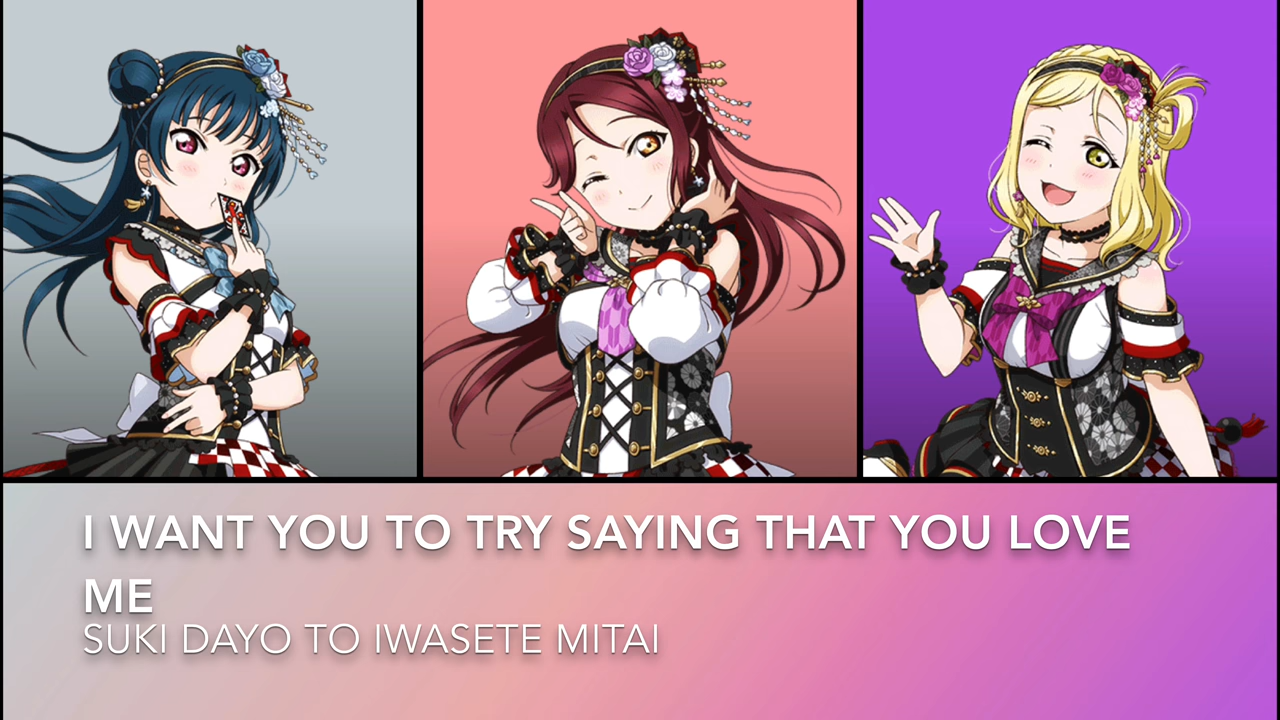 I WANT YOU TO TRY SAYING THAT YOU LOVE
ME
SUKI DAYO TO IWASETE MITAI